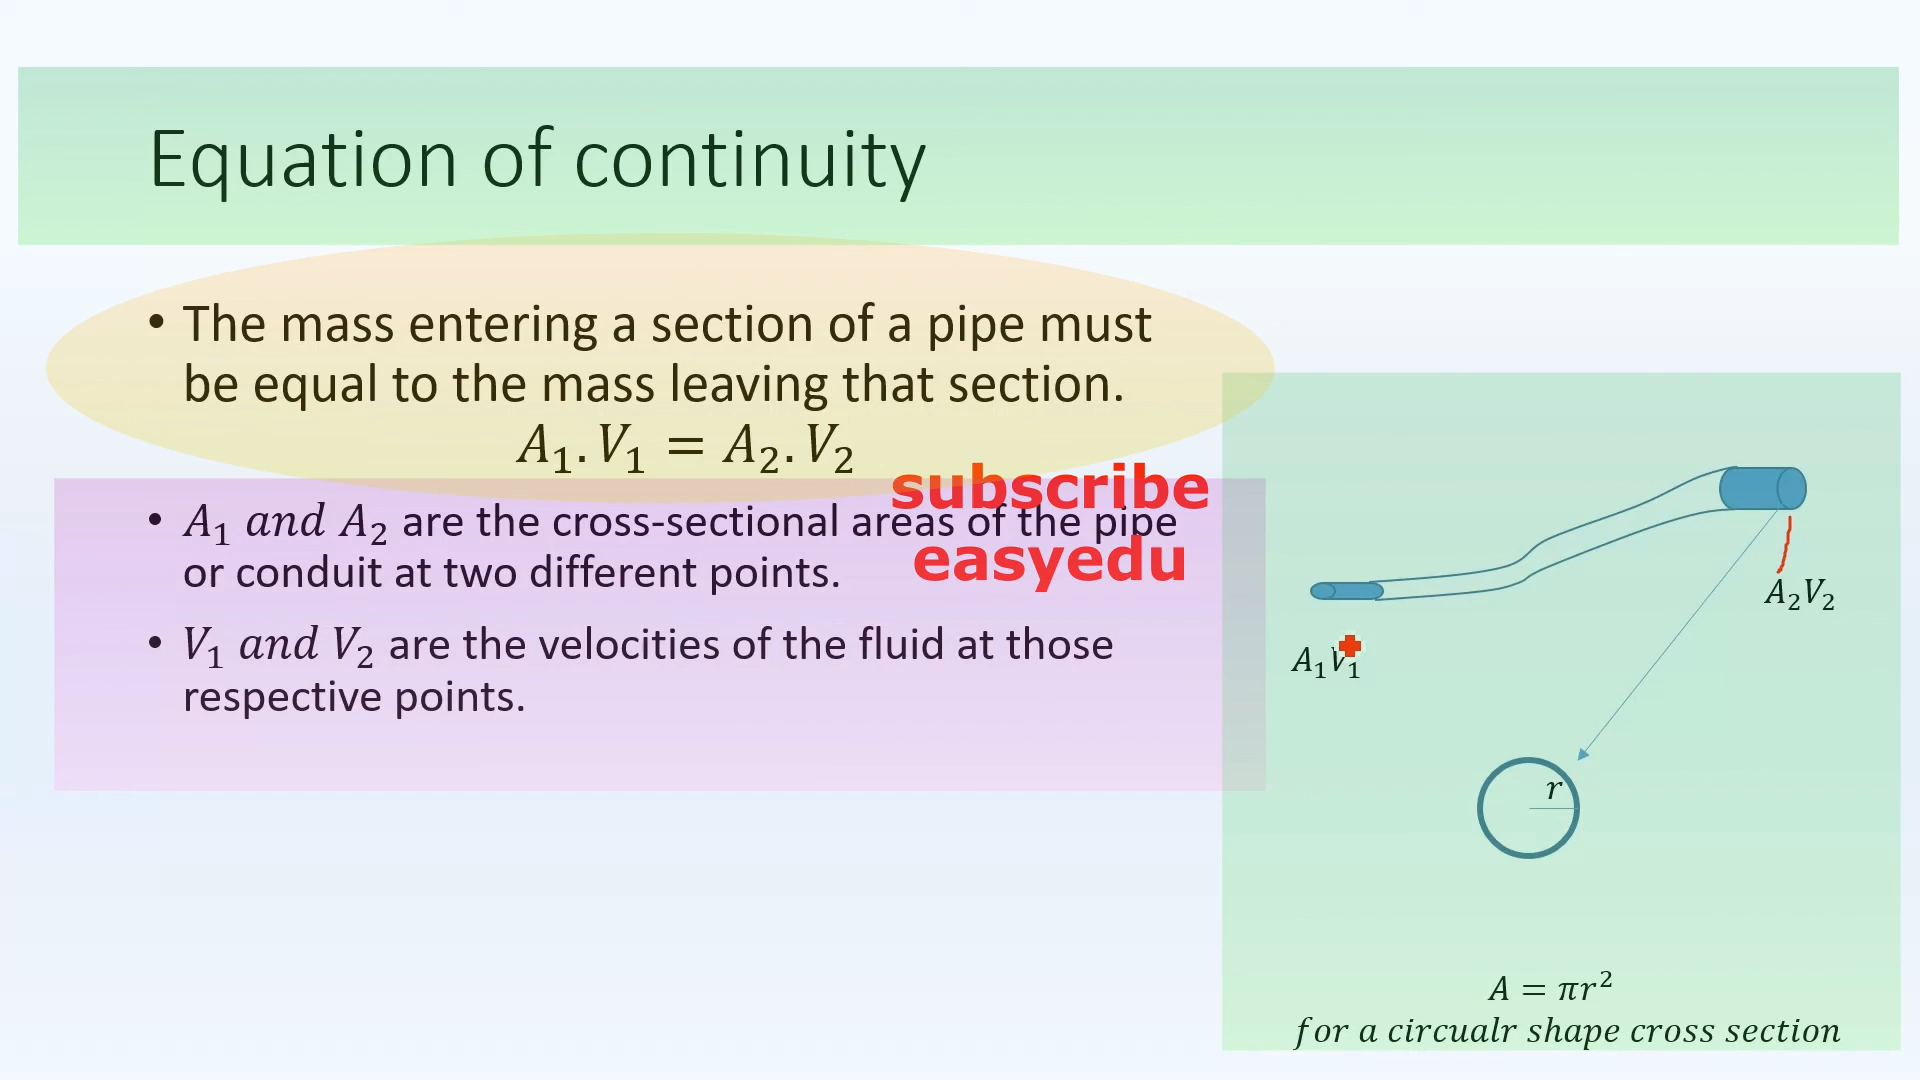 Equation of continuity
• The mass entering a section of a pipe must
be equal to the mass leaving that section.
A₁.V₁ = A₂.V₂
• A₁ and A₂ are the cross-sectional areas of the pipe
or conduit at two different points.
• V₁ and V₂ are the velocities of the fluid at those
respective points.
subscribe
easyedu
A₂V₂
A₁V₁
r
A = πr²
for a circualr shape cross section